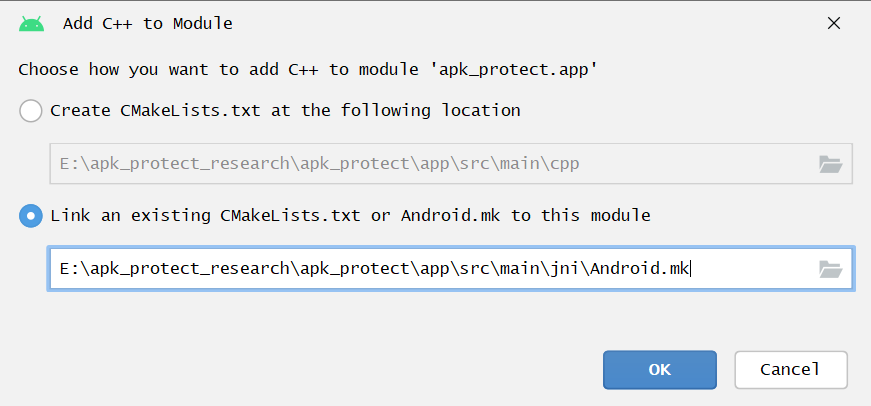 Add C++ to Module
Choose how you want to add C++ to module 'apk_protect.app'
Create CMakeLists.txt at the following location
E:\apk_protect_research\apk_protect\app\src\main\cpp
Link an existing CMakeLists.txt or Android.mk to this module
E:\apk_protect_research\apk_protect\app\src\main\jni\Android.mk
OK Cancel